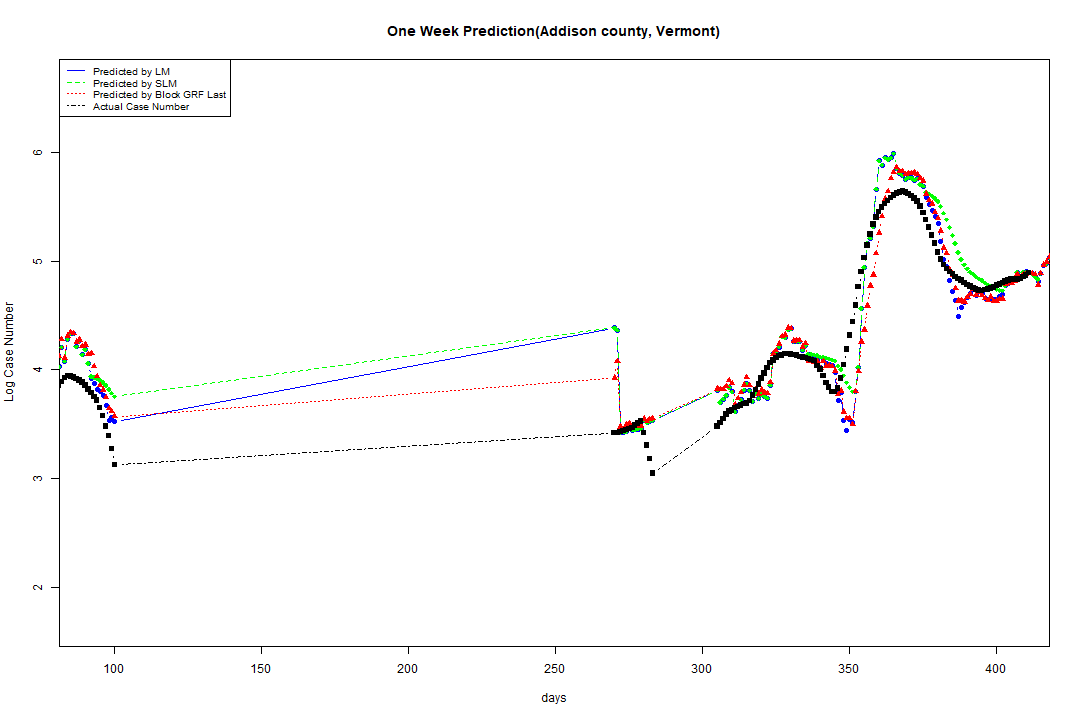 One Week Prediction(Addison county, Vermont)
Predicted by LM
Predicted by SLM
Predicted by Block GRF Last
Actual Case Number
Log Case Number
6
5
4
3
2
100 150 200 250 300 350 400
days